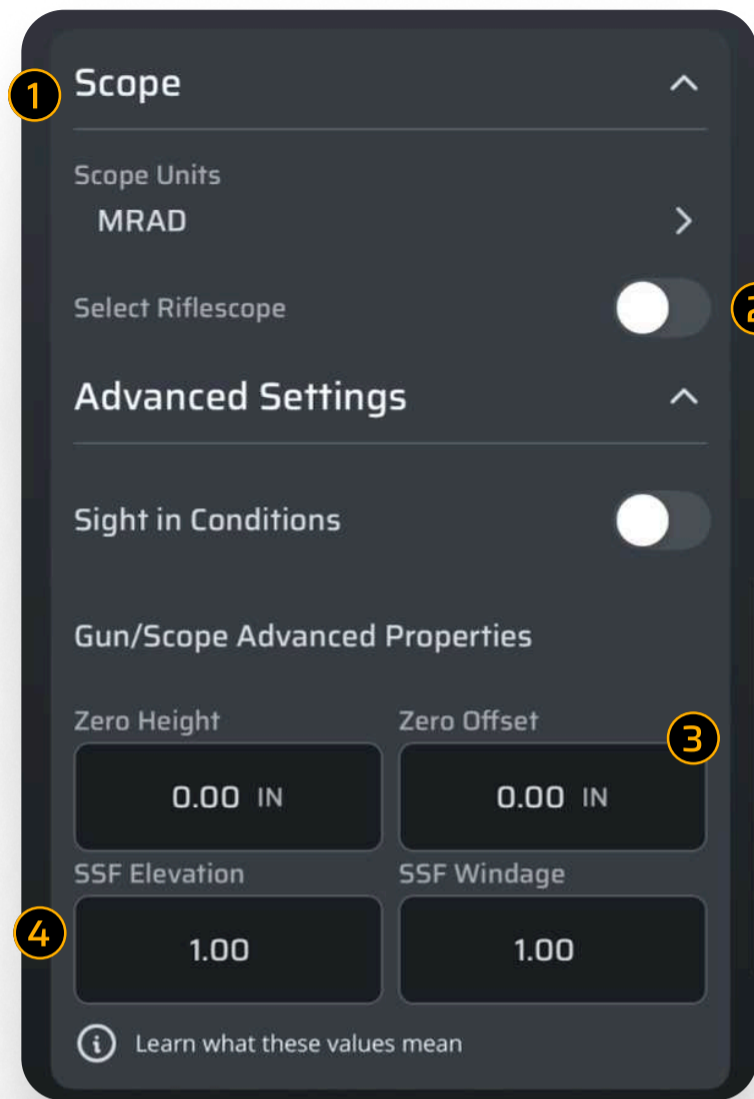 1 Scope
Scope Units
MRAD
Select Riflescope 2
Advanced Settings
Sight in Conditions
Gun/Scope Advanced Properties
Zero Height Zero Offset
3
0.00 IN 0.00 IN
SSF Elevation SSF Windage
4
1.00 1.00
i Learn what these values mean